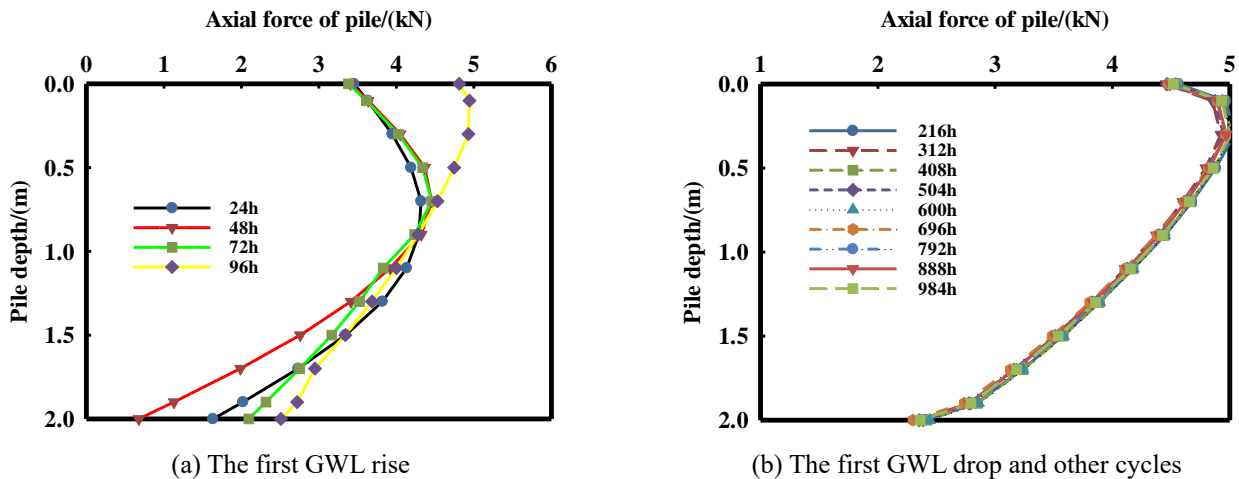 Axial force of pile/(kN)
0 1 2 3 4 5 6
0.0
0.5
1.0
1.5
2.0
Pile depth/(m)
24h
48h
72h
96h
(a) The first GWL rise
Axial force of pile/(kN)
1 2 3 4 5
0.0
0.5
1.0
1.5
2.0
Pile depth/(m)
216h
312h
408h
504h
600h
696h
792h
888h
984h
(b) The first GWL drop and other cycles